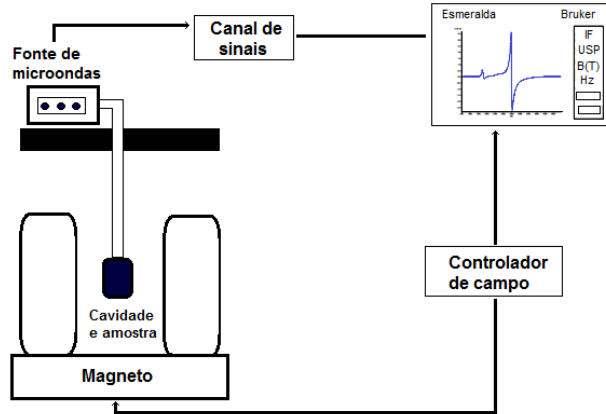 Fonte de
microondas
Canal de
sinais
Esmeralda Bruker
IF
USP
B(T)
Hz
Cavidade
e amostra
Controlador
de campo
Magneto